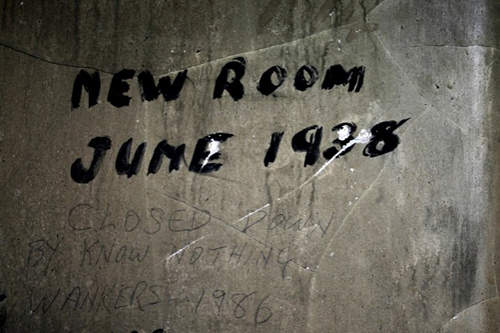 NEW ROOM
JUNE 1938
CLOSED DOWN
BY KNOW NOTHING
WANKERS 1986